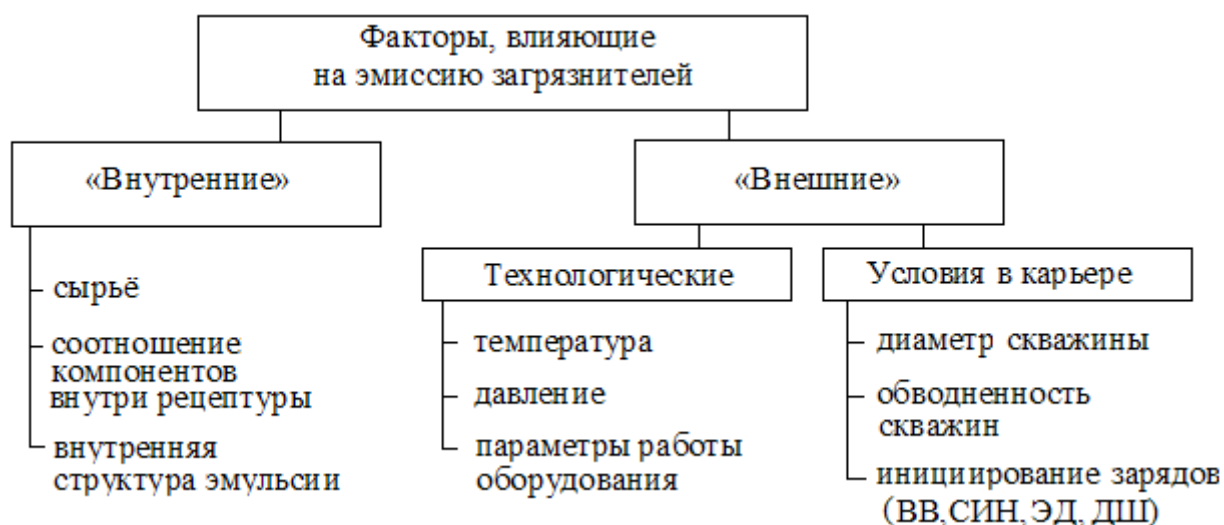 Факторы, влияющие
на эмиссию загрязнителей
«Внутренние»
«Внешние»
сырьё
соотношение
компонентов
внутри рецептуры
внутренняя
структура эмульсии
Технологические
температура
давление
параметры работы
оборудования
Условия в карьере
диаметр скважины
обводненность
скважин
инициирование зарядов
(ВВ,СИН, ЭД, ДШ)